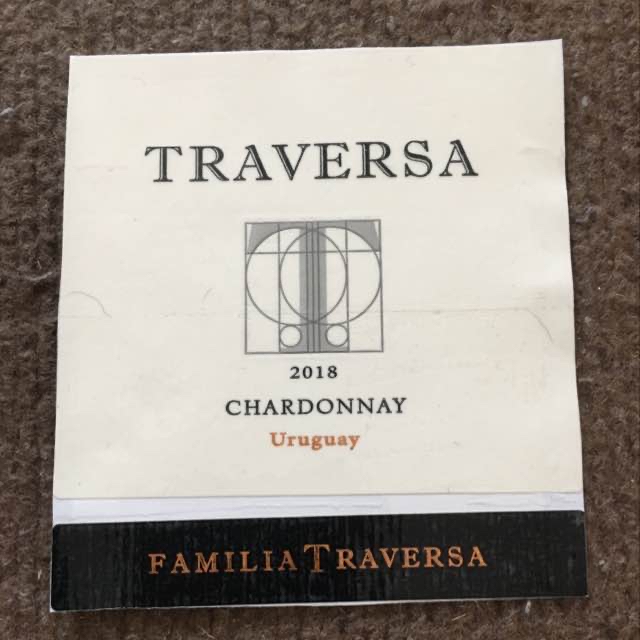 TRAVERSA
2018
CHARDONNAY
Uruguay
FAMILIA TRAVERSA